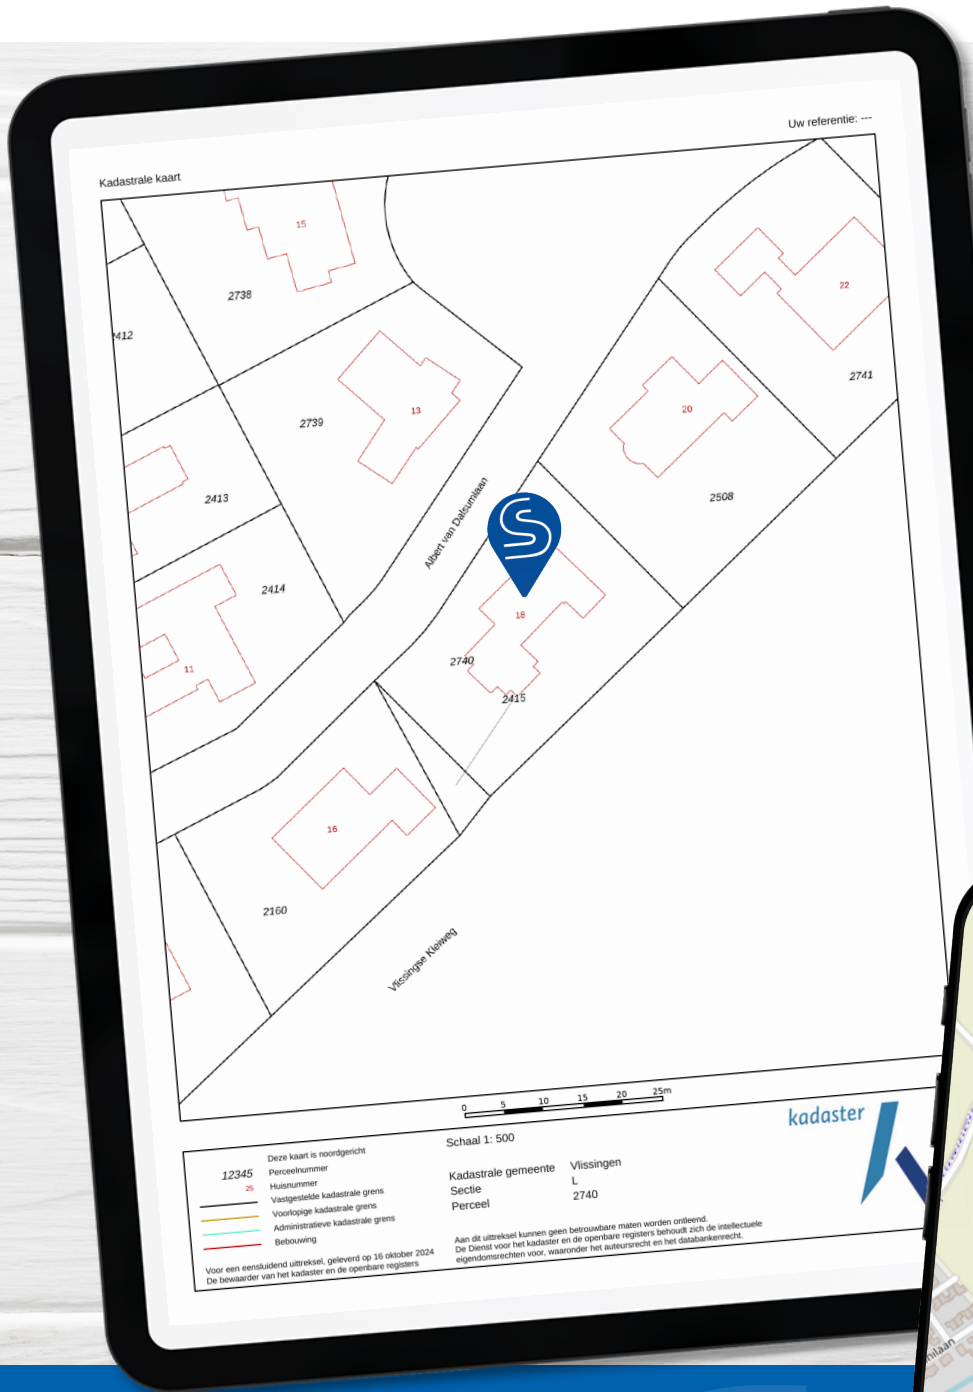 Uw referentie: ---
Kadastrale kaart
15
2738
22
2412
2741
13
20
2739
2413
2508
Albert van Dalsumlaan
2414
18
11
2740
2415
16
2160
Vlissingse Kleiweg
0 5 10 15 20 25m
Schaal 1: 500
kadaster
Deze kaart is noordgericht
12345 Perceelnummer
25 Huisnummer
Vastgestelde kadastrale grens
Voorlopige kadastrale grens
Administratieve kadastrale grens
Bebouwing
Kadastrale gemeente Vlissingen
Sectie L
Perceel 2740
Voor een eensluidend uittreksel, geleverd op 16 oktober 2024
De bewaarder van het kadaster en de openbare registers
Aan dit uittreksel kunnen geen betrouwbare maten worden ontleend.
De Dienst voor het kadaster en de openbare registers behoudt zich de intellectuele
eigendomsrechten voor, waaronder het auteursrecht en het databankenrecht.